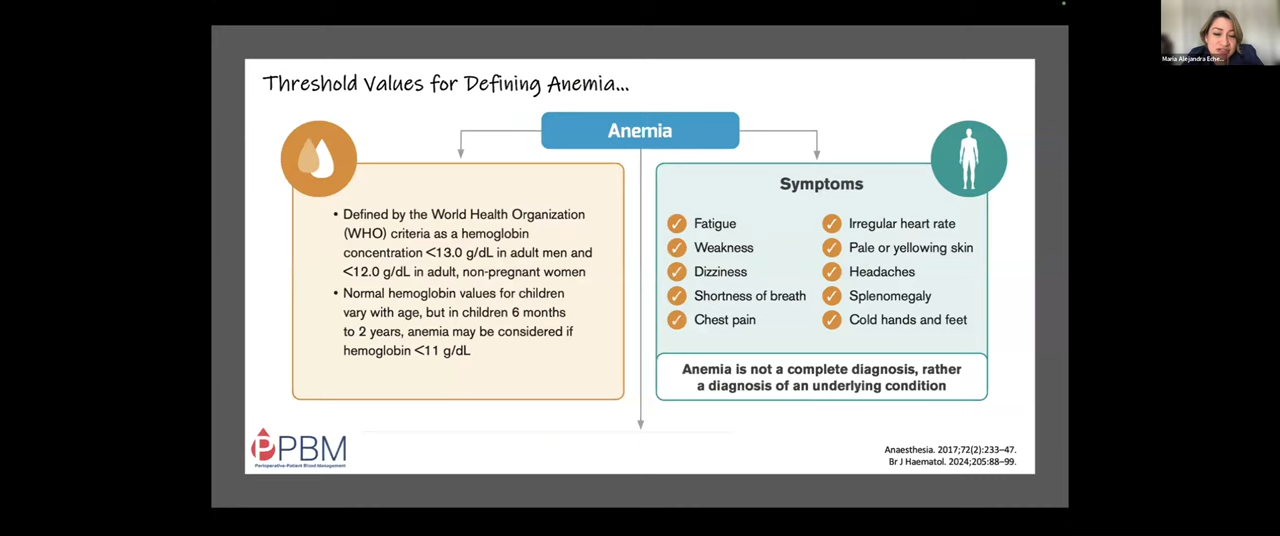 Threshold Values for Defining Anemia...
Anemia
• Defined by the World Health Organization
(WHO) criteria as a hemoglobin
concentration <13.0 g/dL in adult men and
<12.0 g/dL in adult, non-pregnant women
• Normal hemoglobin values for children
vary with age, but in children 6 months
to 2 years, anemia may be considered if
hemoglobin <11 g/dL
Symptoms
Fatigue
Weakness
Dizziness
Shortness of breath
Chest pain
Irregular heart rate
Pale or yellowing skin
Headaches
Splenomegaly
Cold hands and feet
Anemia is not a complete diagnosis, rather
a diagnosis of an underlying condition
PPBM
Perioperative-Patient Blood Management
Anaesthesia. 2017;72(2):233–47.
Br J Haematol. 2024;205:88–99.
Maria Alejandra Eche...